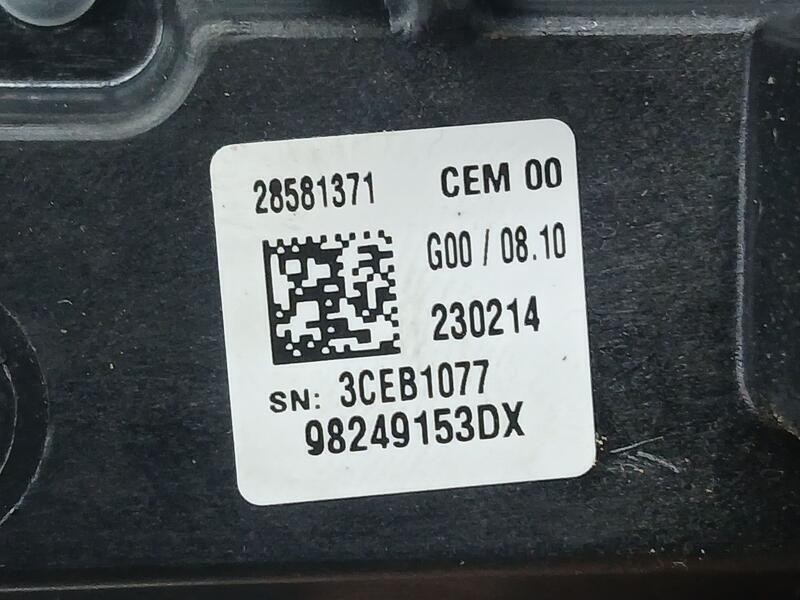 28581371 CEM 00
G00 / 08.10
230214
SN: 3CEB1077
98249153DX